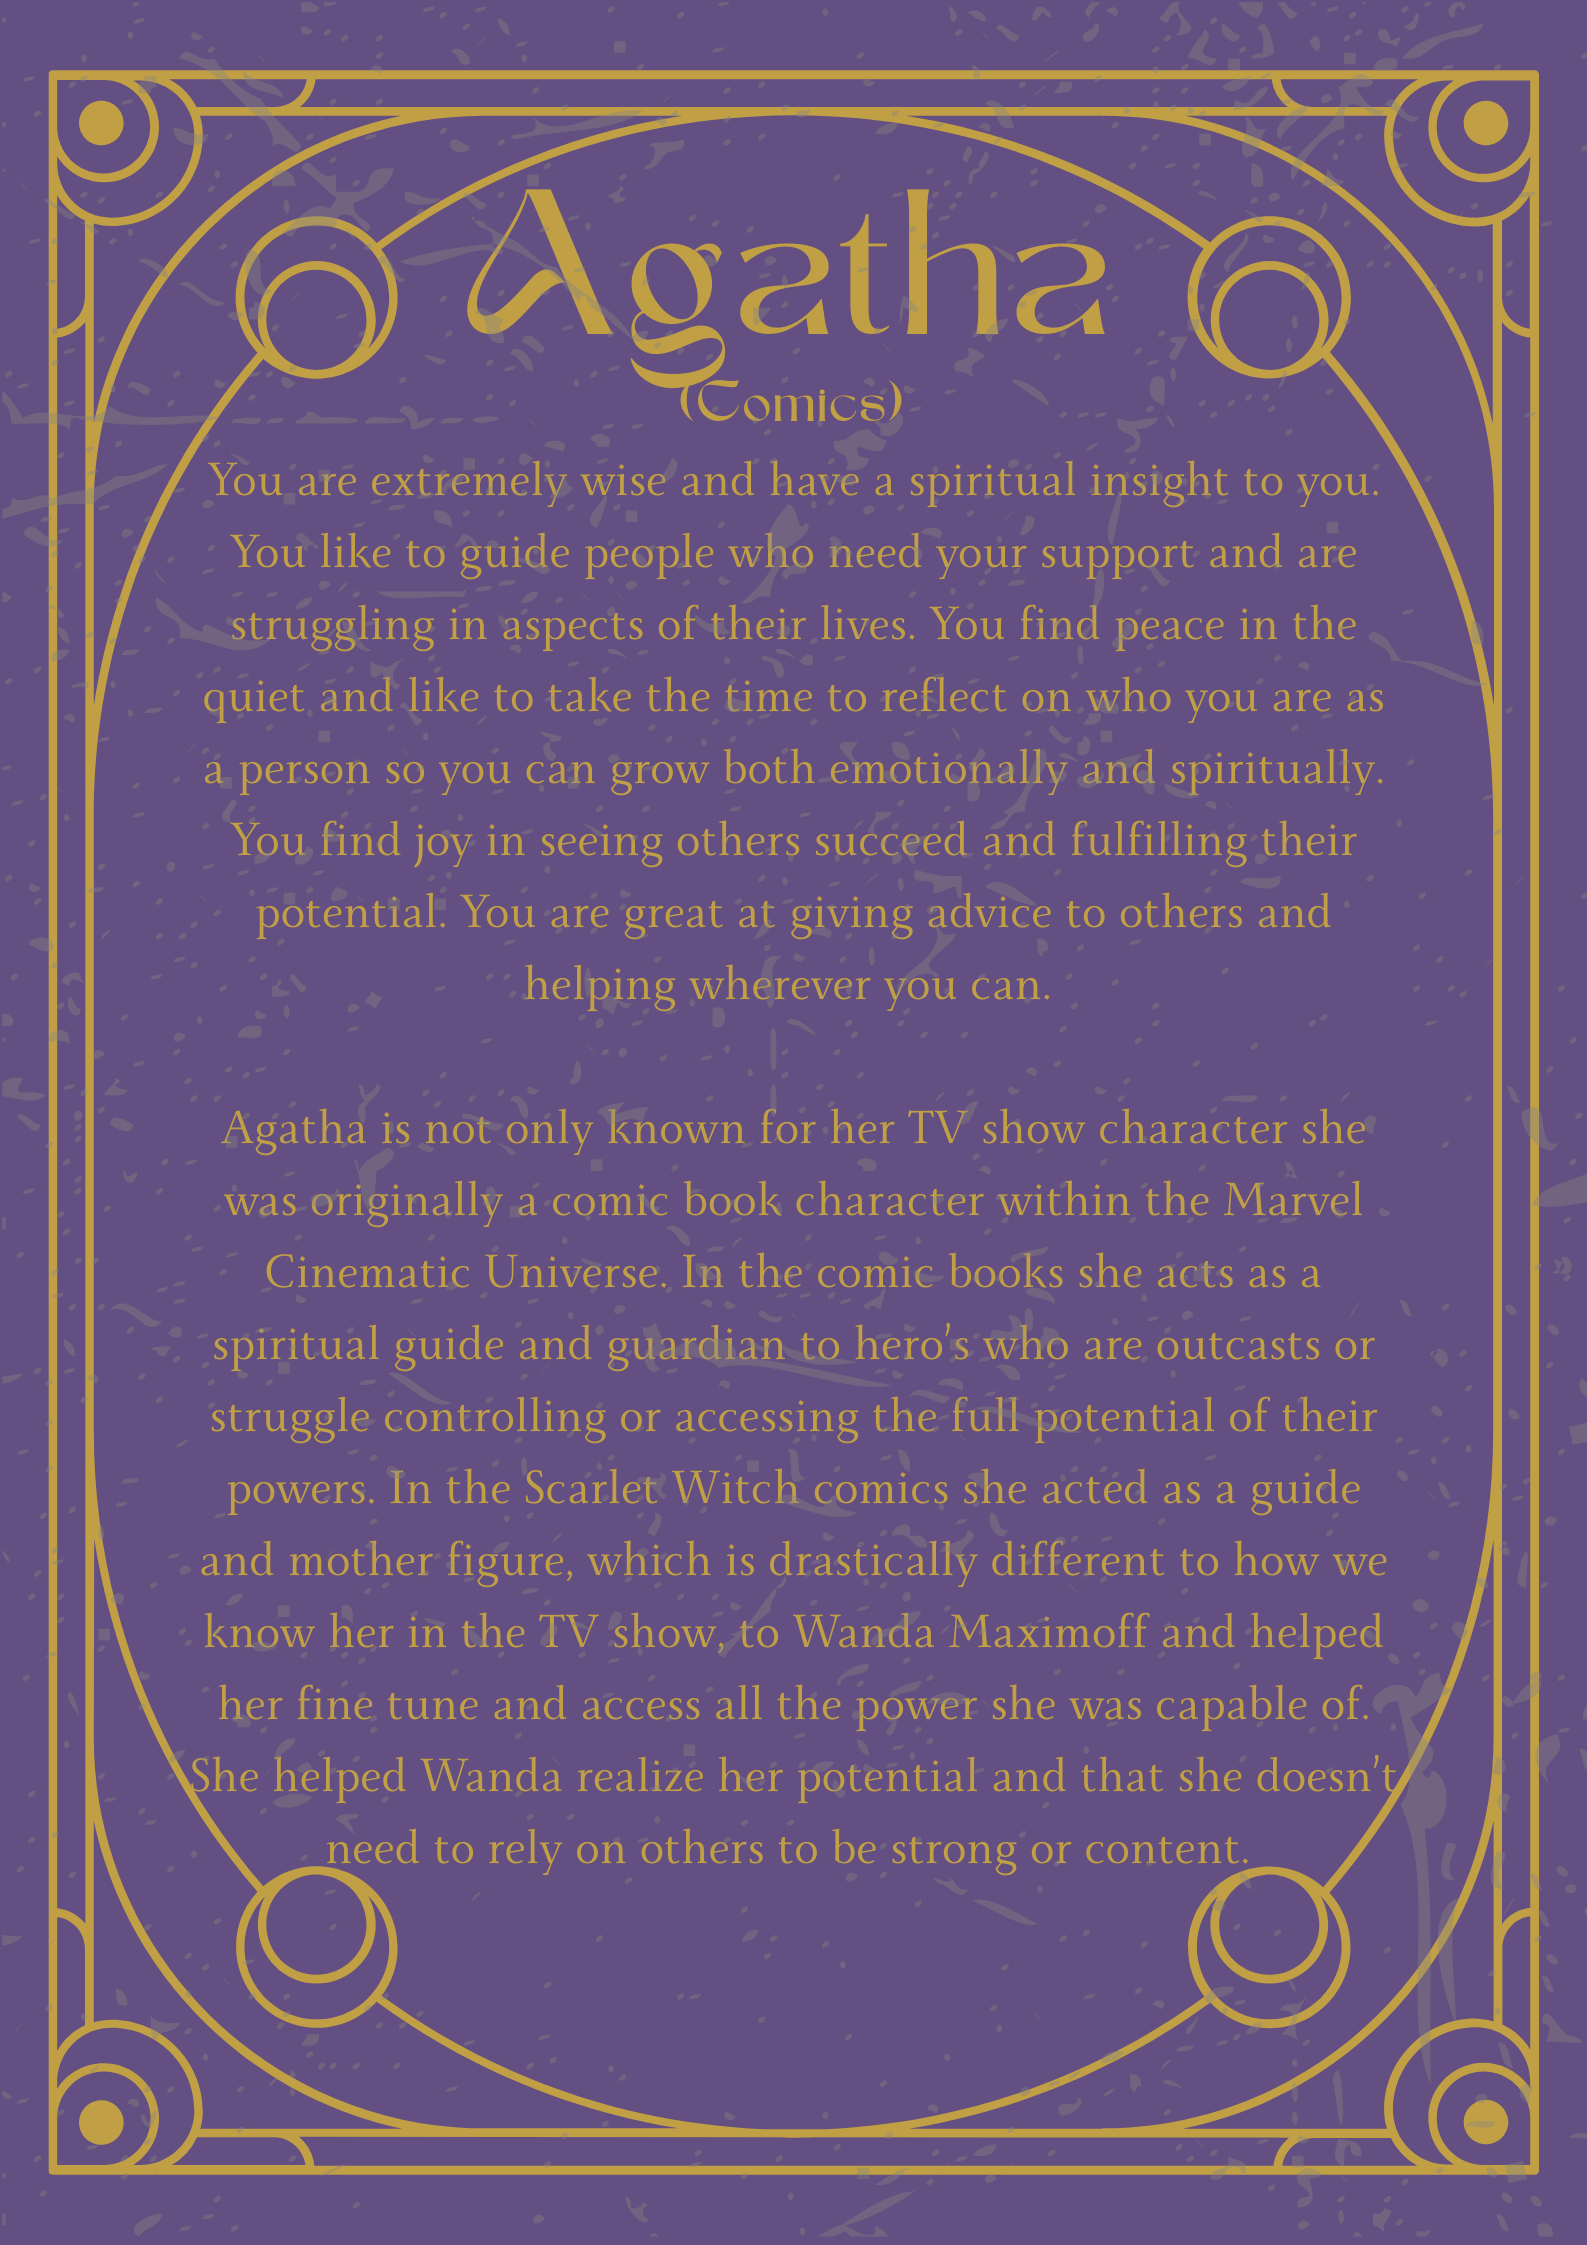 Agatha
(Comics)
You are extremely wise and have a spiritual insight to you.
You like to guide people who need your support and are
struggling in aspects of their lives. You find peace in the
quiet and like to take the time to reflect on who you are as
a person so you can grow both emotionally and spiritually.
You find joy in seeing others succeed and fulfilling their
potential. You are great at giving advice to others and
helping wherever you can.
Agatha is not only known for her TV show character she
was originally a comic book character within the Marvel
Cinematic Universe. In the comic books she acts as a
spiritual guide and guardian to hero's who are outcasts or
struggle controlling or accessing the full potential of their
powers. In the Scarlet Witch comics she acted as a guide
and mother figure, which is drastically different to how we
know her in the TV show, to Wanda Maximoff and helped
her fine tune and access all the power she was capable of.
She helped Wanda realize her potential and that she doesn't
need to rely on others to be strong or content.